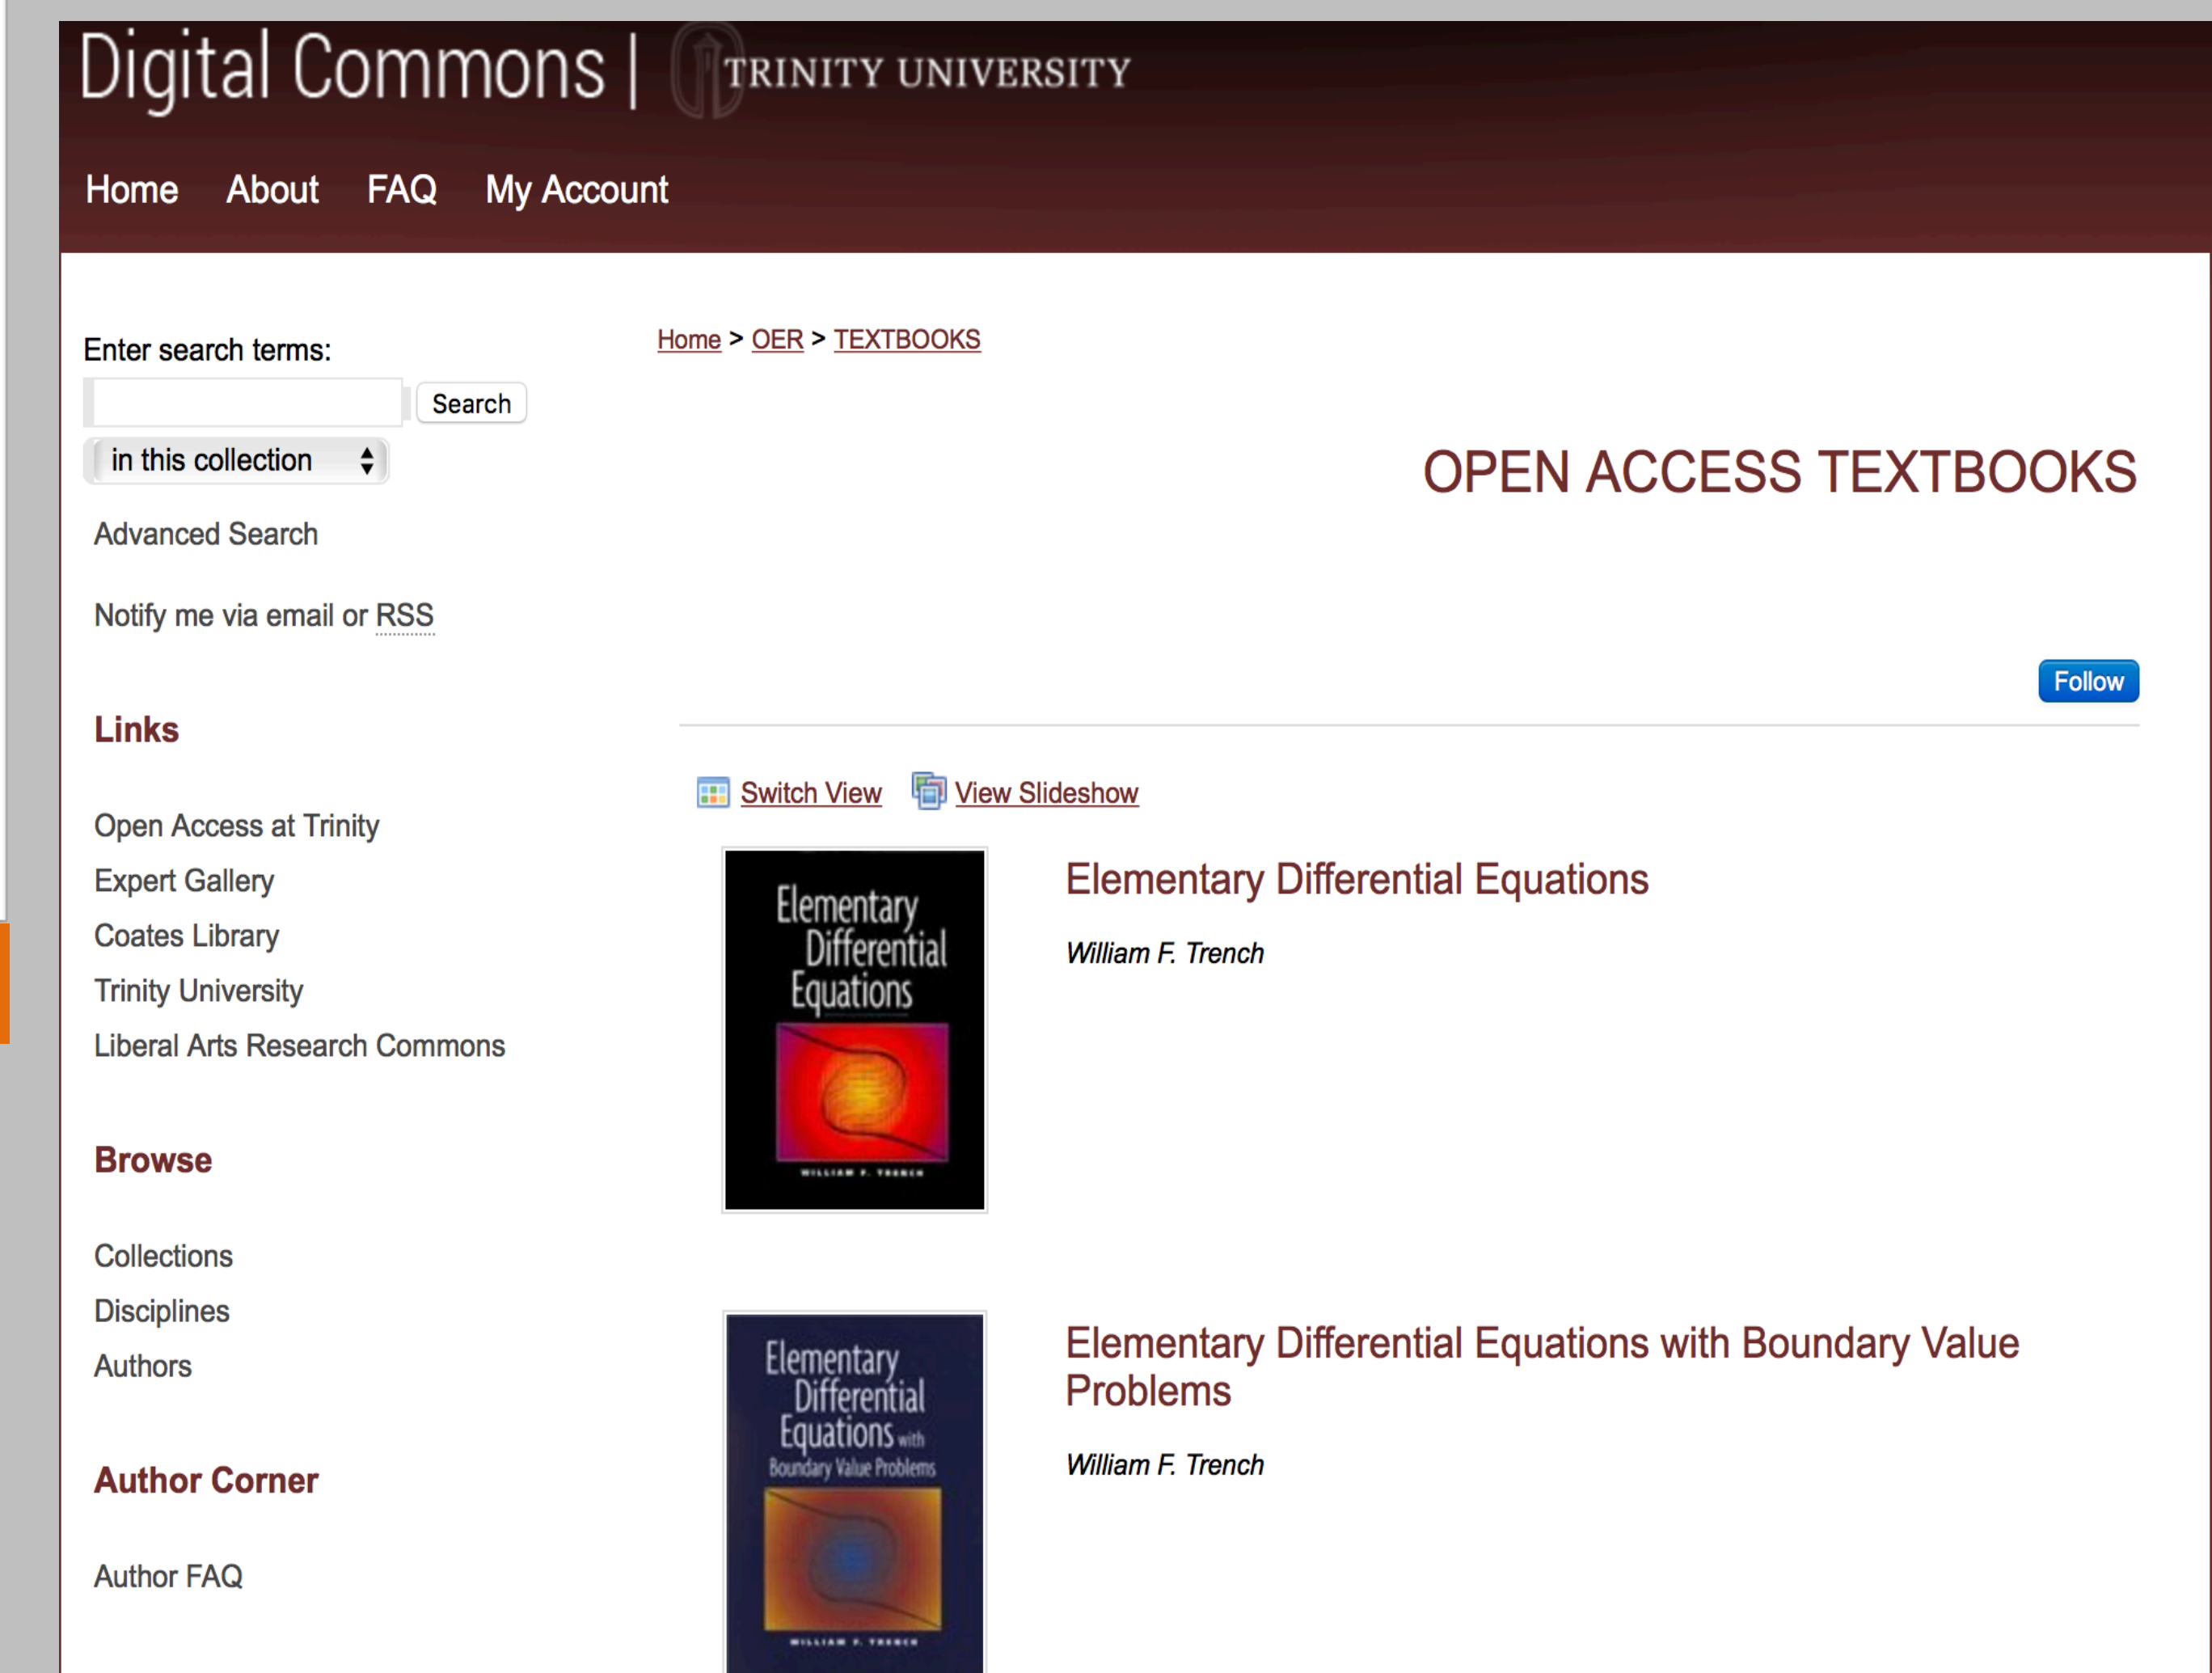 Digital Commons | TRINITY UNIVERSITY
Home About FAQ My Account
Enter search terms:
Search
in this collection
Advanced Search
Notify me via email or RSS
Links
Open Access at Trinity
Expert Gallery
Coates Library
Trinity University
Liberal Arts Research Commons
Browse
Collections
Disciplines
Authors
Author Corner
Author FAQ
Home > OER > TEXTBOOKS
OPEN ACCESS TEXTBOOKS
Follow
Switch View View Slideshow
Elementary
Differential
Equations
WILLIAM F. TRENCH
Elementary Differential Equations
William F. Trench
Elementary
Differential
Equations with
Boundary Value Problems
WILLIAM F. TRENCH
Elementary Differential Equations with Boundary Value
Problems
William F. Trench